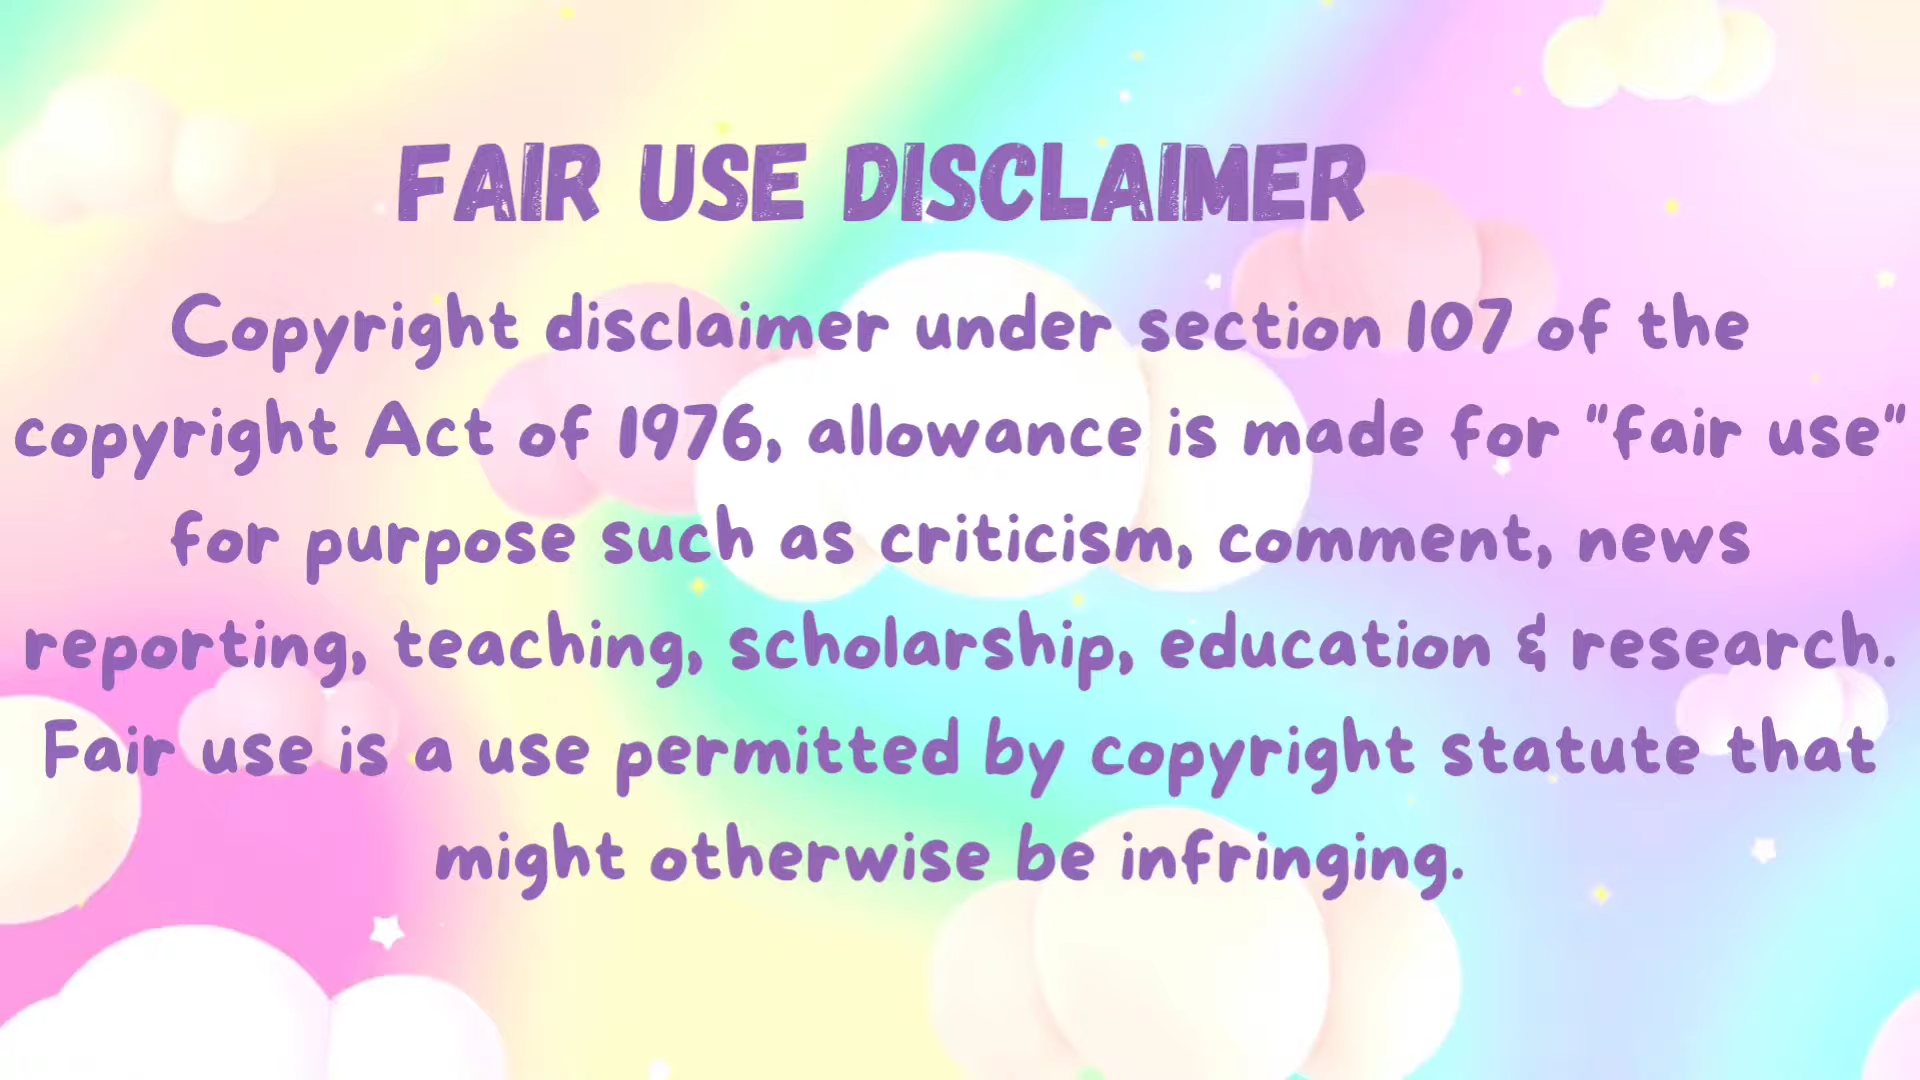 FAIR USE DISCLAIMER
Copyright disclaimer under section 107 of the
copyright Act of 1976, allowance is made for "fair use"
for purpose such as criticism, comment, news
reporting, teaching, scholarship, education & research.
Fair use is a use permitted by copyright statute that
might otherwise be infringing.